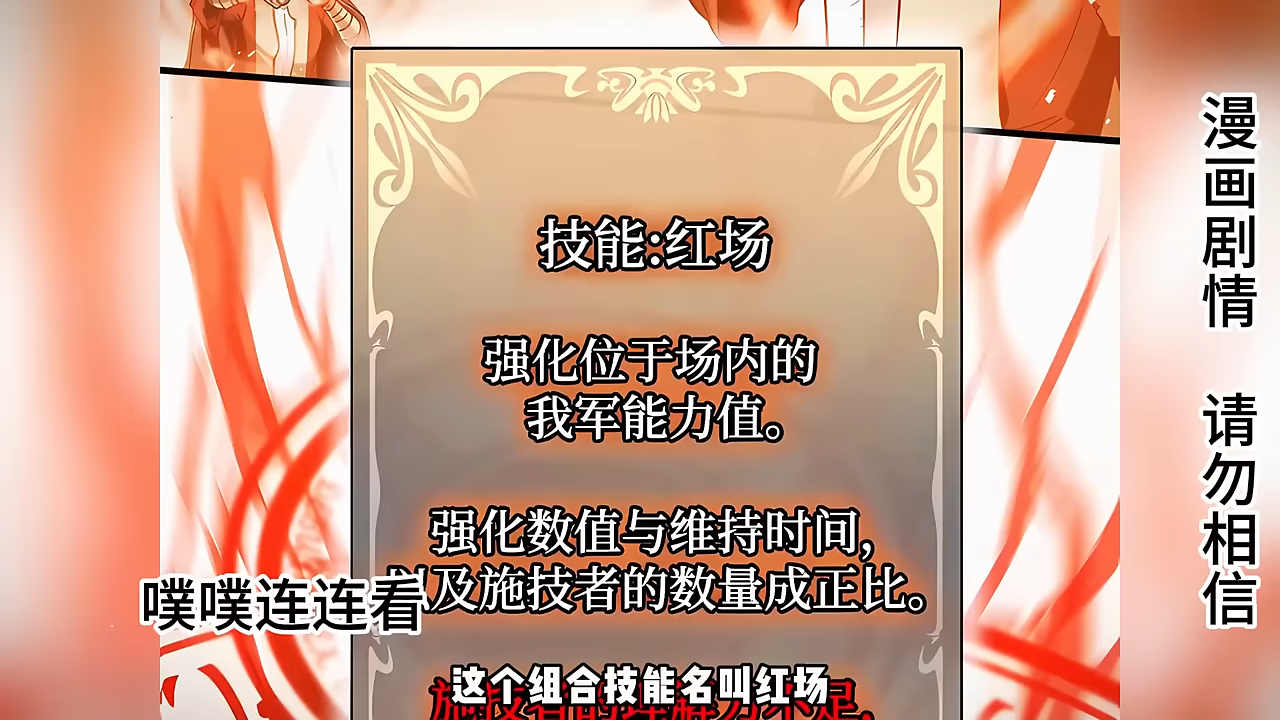 技能:红场
强化位于场内的
我军能力值。
强化数值与维持时间,
以及施技者的数量成正比。
噗噗连连看
这个组合技能名叫红场
漫画剧情 请勿相信